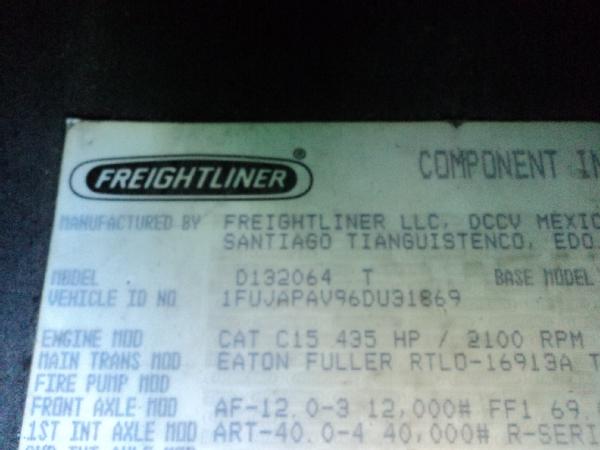 FREIGHTLINER ®
COMPONENT IN
MANUFACTURED BY FREIGHTLINER LLC, DCCV MEXIC
SANTIAGO TIANGUISTENCO, EDO.
MODEL D132064 T BASE MODEL
VEHICLE ID NO 1FUJAPAV96DU31869
ENGINE MOD CAT C15 435 HP / 2100 RPM
MAIN TRANS MOD EATON FULLER RTLO-16913A T
FIRE PUMP MOD
FRONT AXLE MOD AF-12.0-3 12,000# FF1 69.
1ST INT AXLE MOD ART-40.0-4 40,000# R-SERI